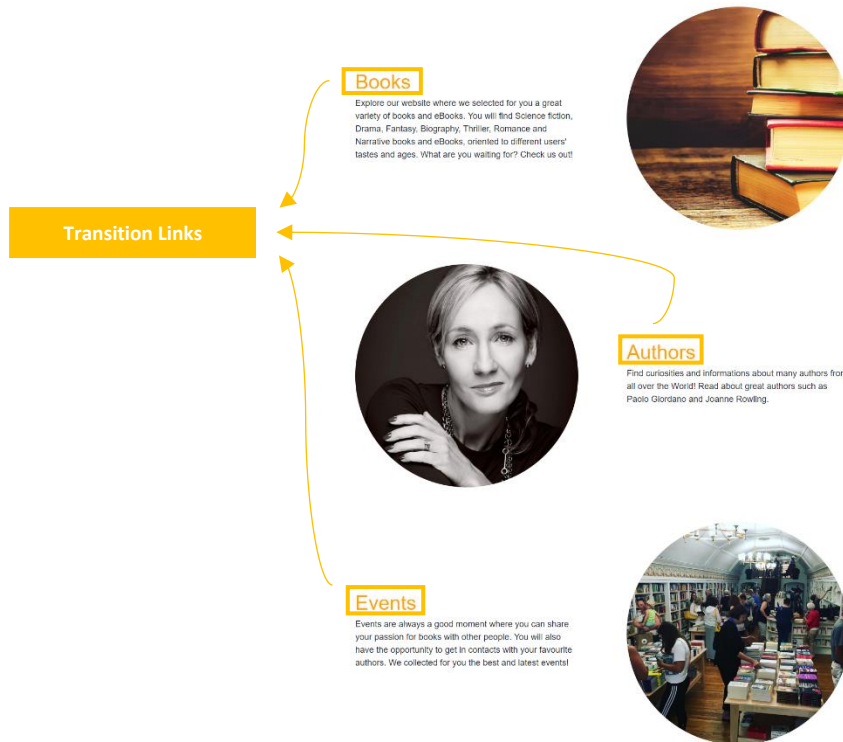 Books
Explore our website where we selected for you a great
variety of books and eBooks. You will find Science fiction,
Drama, Fantasy, Biography, Thriller, Romance and
Narrative books and eBooks, oriented to different users'
tastes and ages. What are you waiting for? Check us out!
Transition Links
Authors
Find curiosities and informations about many authors from
all over the World! Read about great authors such as
Paolo Giordano and Joanne Rowling.
Events
Events are always a good moment where you can share
your passion for books with other people. You will also
have the opportunity to get in contacts with your favourite
authors. We collected for you the best and latest events!